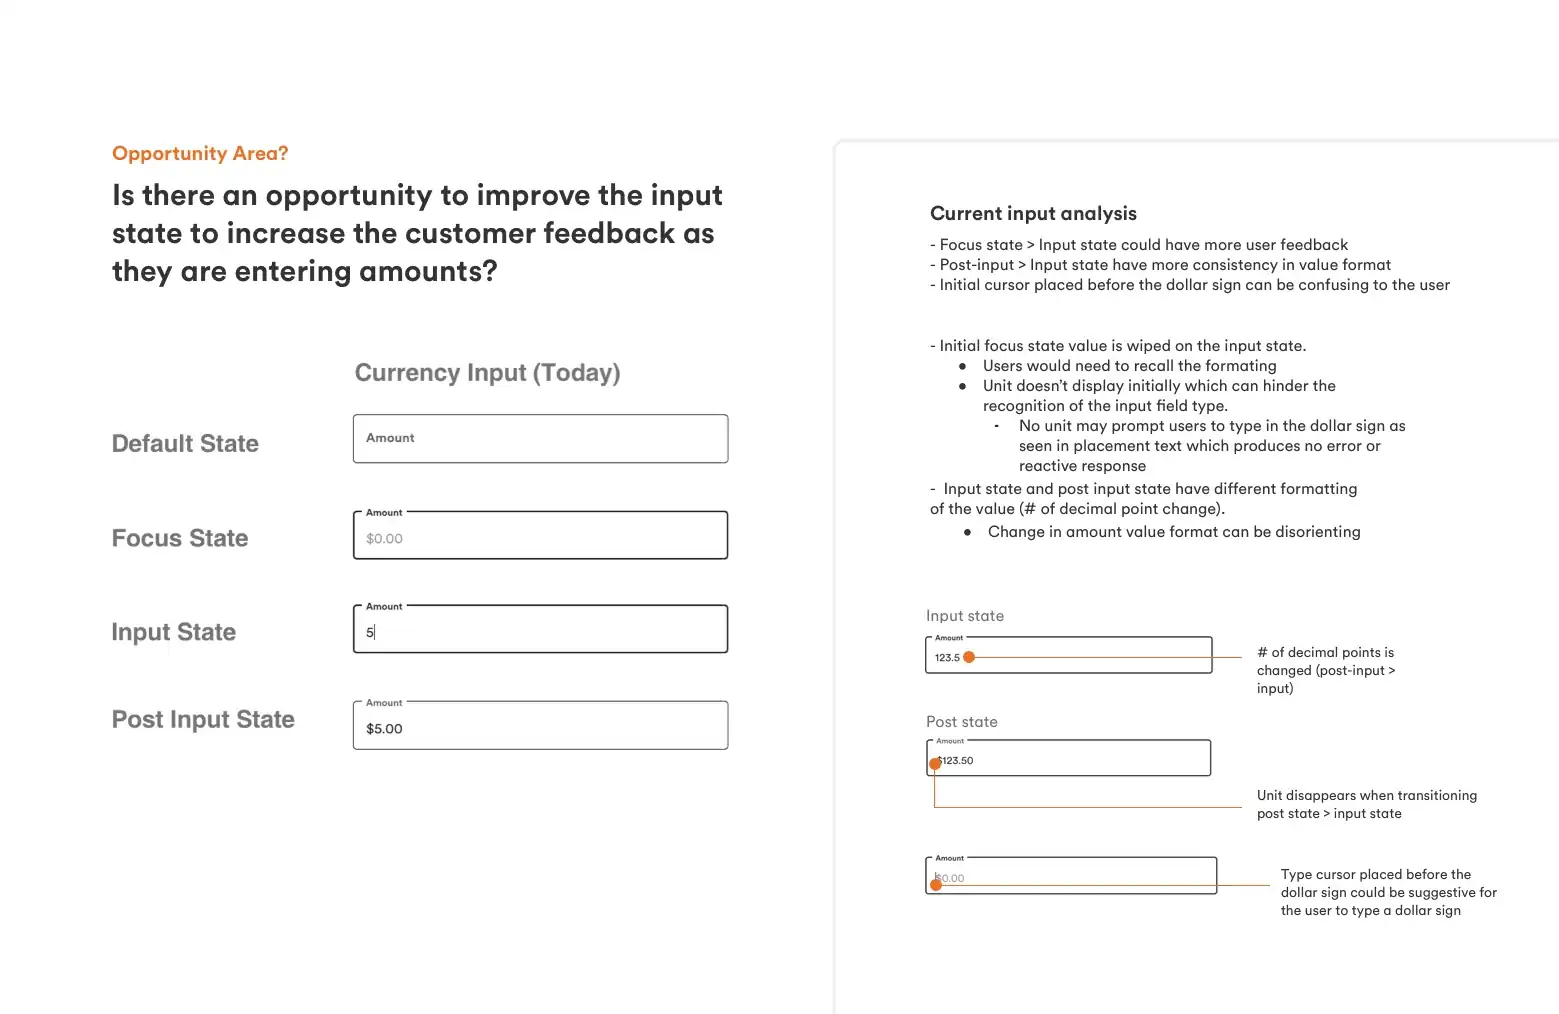 Opportunity Area?
Is there an opportunity to improve the input
state to increase the customer feedback as
they are entering amounts?
Currency Input (Today)
Default State
Amount
Focus State
Amount
$0.00
Input State
Amount
5
Post Input State
Amount
$5.00
Current input analysis
- Focus state > Input state could have more user feedback
- Post-input > Input state have more consistency in value format
- Initial cursor placed before the dollar sign can be confusing to the user
- Initial focus state value is wiped on the input state.
● Users would need to recall the formating
● Unit doesn’t display initially which can hinder the
recognition of the input field type.
- No unit may prompt users to type in the dollar sign as
seen in placement text which produces no error or
reactive response
- Input state and post input state have different formatting
of the value (# of decimal point change).
● Change in amount value format can be disorienting
Input state
Amount
123.5
# of decimal points is
changed (post-input >
input)
Post state
Amount
$123.50
Unit disappears when transitioning
post state > input state
Amount
$0.00
Type cursor placed before the
dollar sign could be suggestive for
the user to type a dollar sign